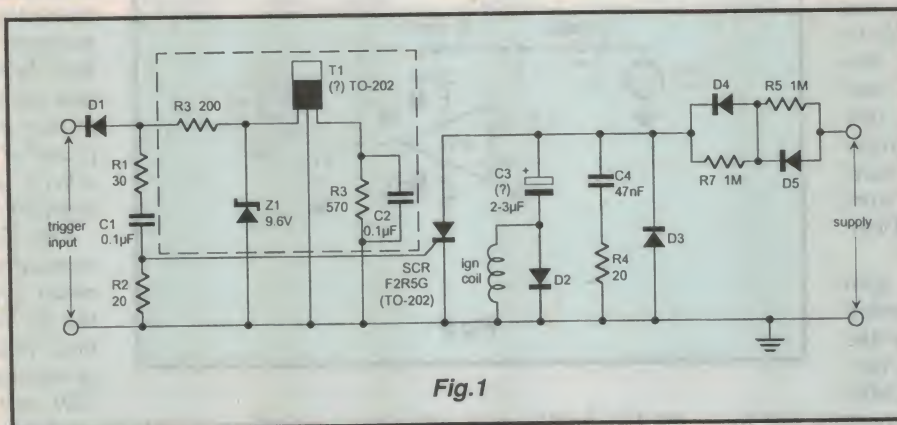 D1
trigger
input
R1
30
C1
0.1µF
R2
20
R3 200
Z1
9.6V
T1
(?) TO-202
R3
570
C2
0.1µF
SCR
F2R5G
(TO-202)
ign
coil
C3
(?)
2-3µF
+
D2
C4
47nF
R4
20
D3
D4
R7 1M
R5 1M
D5
supply
Fig.1